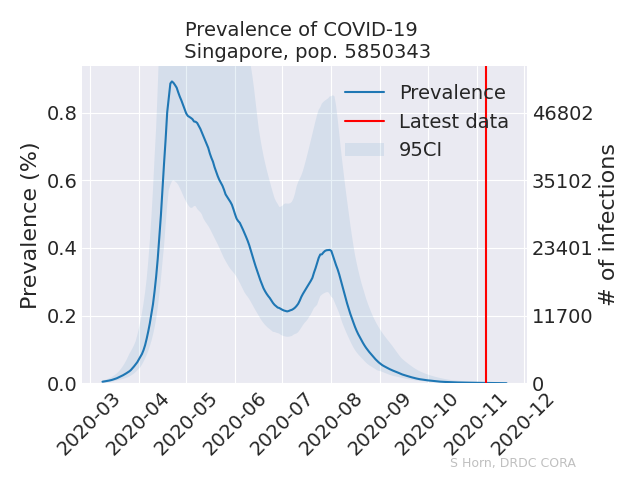 Prevalence of COVID-19
Singapore, pop. 5850343
Prevalence (%)
0.8
0.6
0.4
0.2
0.0
Prevalence
Latest data
95CI
46802
35102
23401
11700
0
# of infections
2020-03
2020-04
2020-05
2020-06
2020-07
2020-08
2020-09
2020-10
2020-11
2020-12
S Horn, DRDC CORA